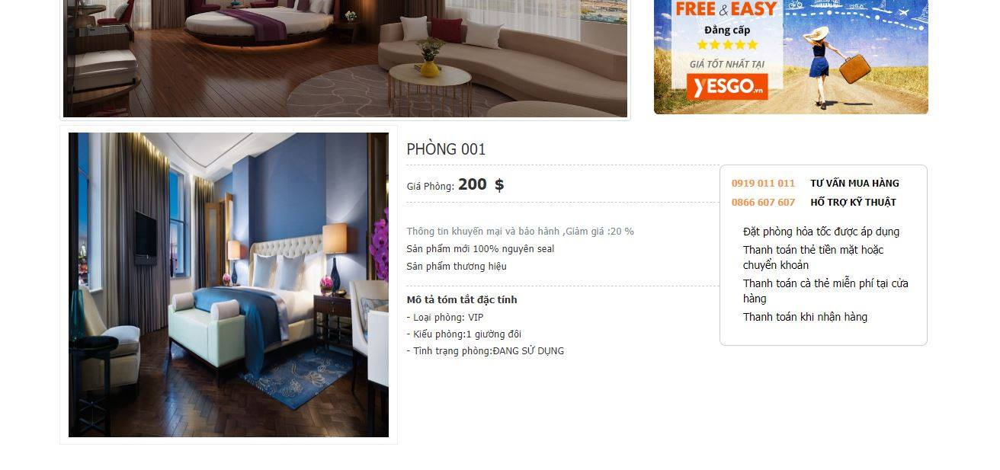 FREE & EASY
Đẳng cấp
GIÁ TỐT NHẤT TẠI
YESGO.vn
PHÒNG 001
Giá Phòng: 200 $
Thông tin khuyến mại và bảo hành ,Giảm giá :20 %
Sản phẩm mới 100% nguyên seal
Sản phẩm thương hiệu
Mô tả tóm tắt đặc tính
- Loại phòng: VIP
- Kiểu phòng:1 giường đôi
- Tình trạng phòng:ĐANG SỬ DỤNG
0919 011 011 TƯ VẤN MUA HÀNG
0866 607 607 HỖ TRỢ KỸ THUẬT
Đặt phòng hỏa tốc được áp dụng
Thanh toán thẻ tiền mặt hoặc
chuyển khoản
Thanh toán cà thẻ miễn phí tại cửa
hàng
Thanh toán khi nhận hàng